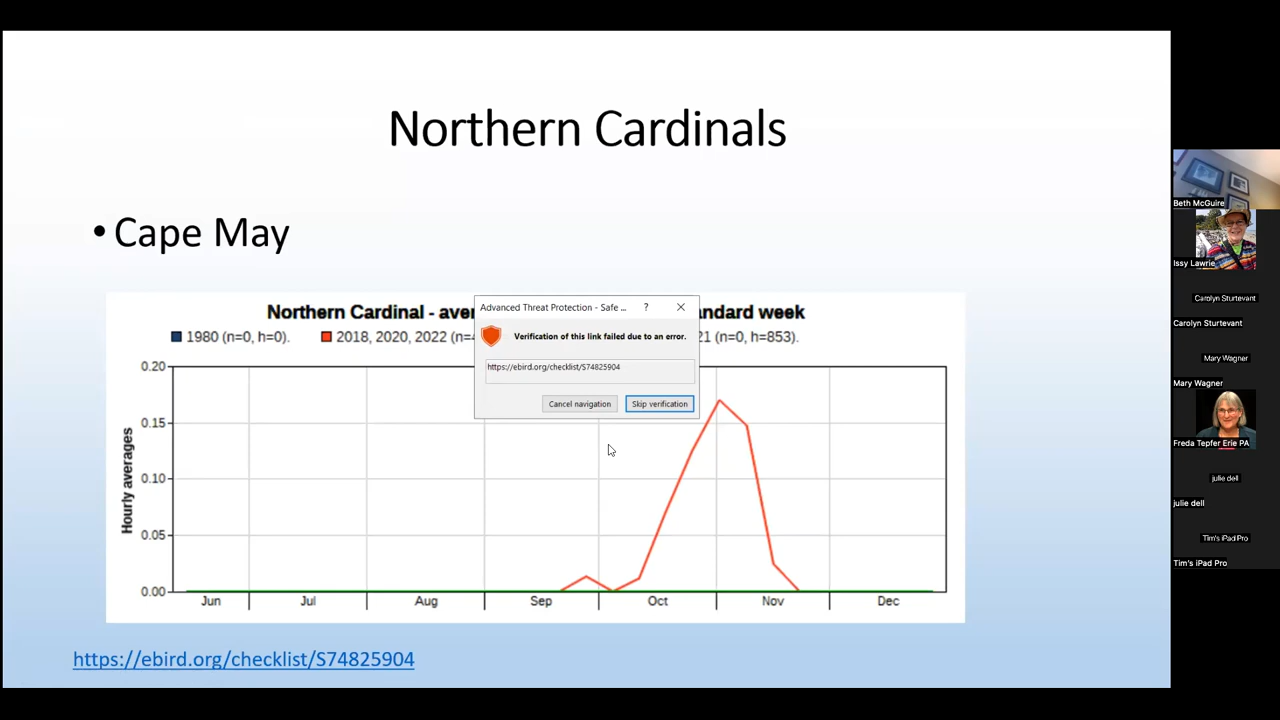 Northern Cardinals
• Cape May
Northern Cardinal - aver
ndard week
1980 (n=0, h=0).
2018, 2020, 2022 (n=4
21 (n=0, h=853).
Advanced Threat Protection - Safe ...
?
Verification of this link failed due to an error.
https://ebird.org/checklist/S74825904
Cancel navigation
Skip verification
Hourly averages
0.20
0.15
0.10
0.05
0.00
Jun Jul Aug Sep Oct Nov Dec
https://ebird.org/checklist/S74825904
Beth McGuire
Issy Lawrie
Carolyn Sturtevant
Carolyn Sturtevant
Mary Wagner
Mary Wagner
Freda Tepfer Erie PA
julie dell
julie dell
Tim's iPad Pro
Tim's iPad Pro